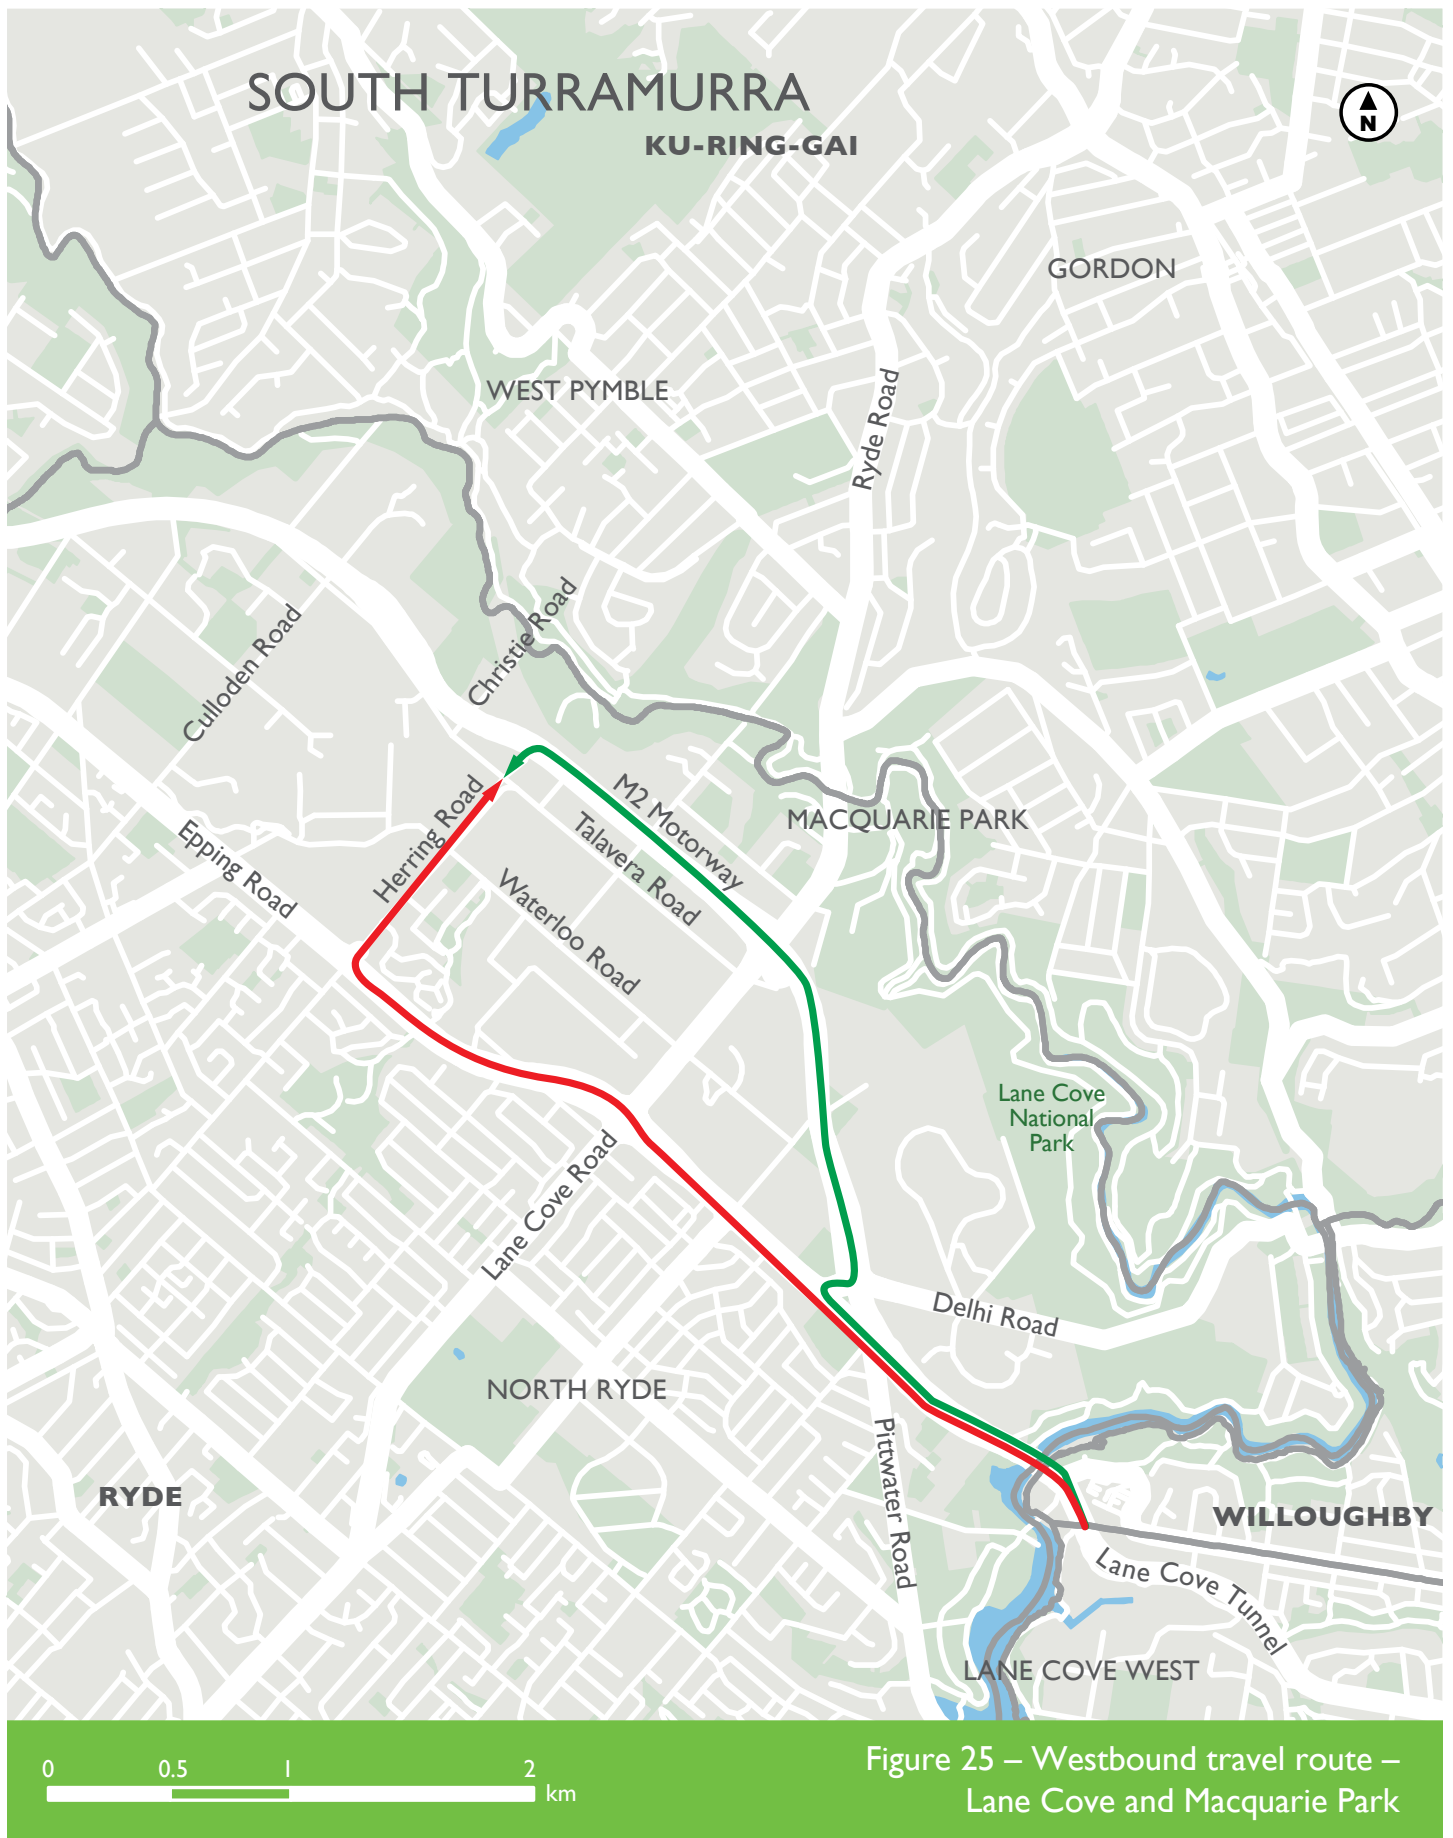 SOUTH TURRAMURRA
KU-RING-GAI
N
GORDON
WEST PYMBLE
Ryde Road
Christie Road
Culloden Road
M2 Motorway
MACQUARIE PARK
Herring Road
Talavera Road
Epping Road
Waterloo Road
Lane Cove
National
Park
Lane Cove Road
Delhi Road
NORTH RYDE
Pittwater Road
RYDE
WILLOUGHBY
Lane Cove Tunnel
LANE COVE WEST
0 0.5 1 2
km
Figure 25 – Westbound travel route –
Lane Cove and Macquarie Park